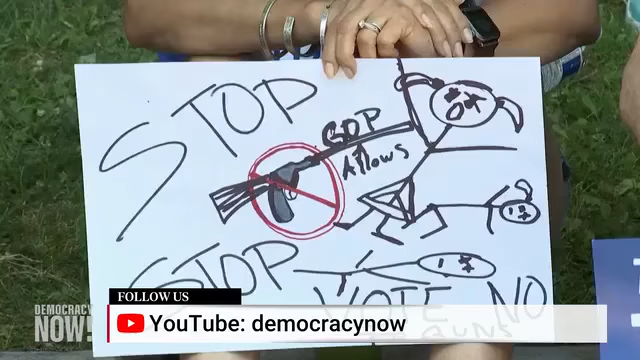 STOP
GOP
Allows
STOP
VOTE NO
GUNS
DEMOCRACY
NOW!
FOLLOW US
YouTube: democracynow